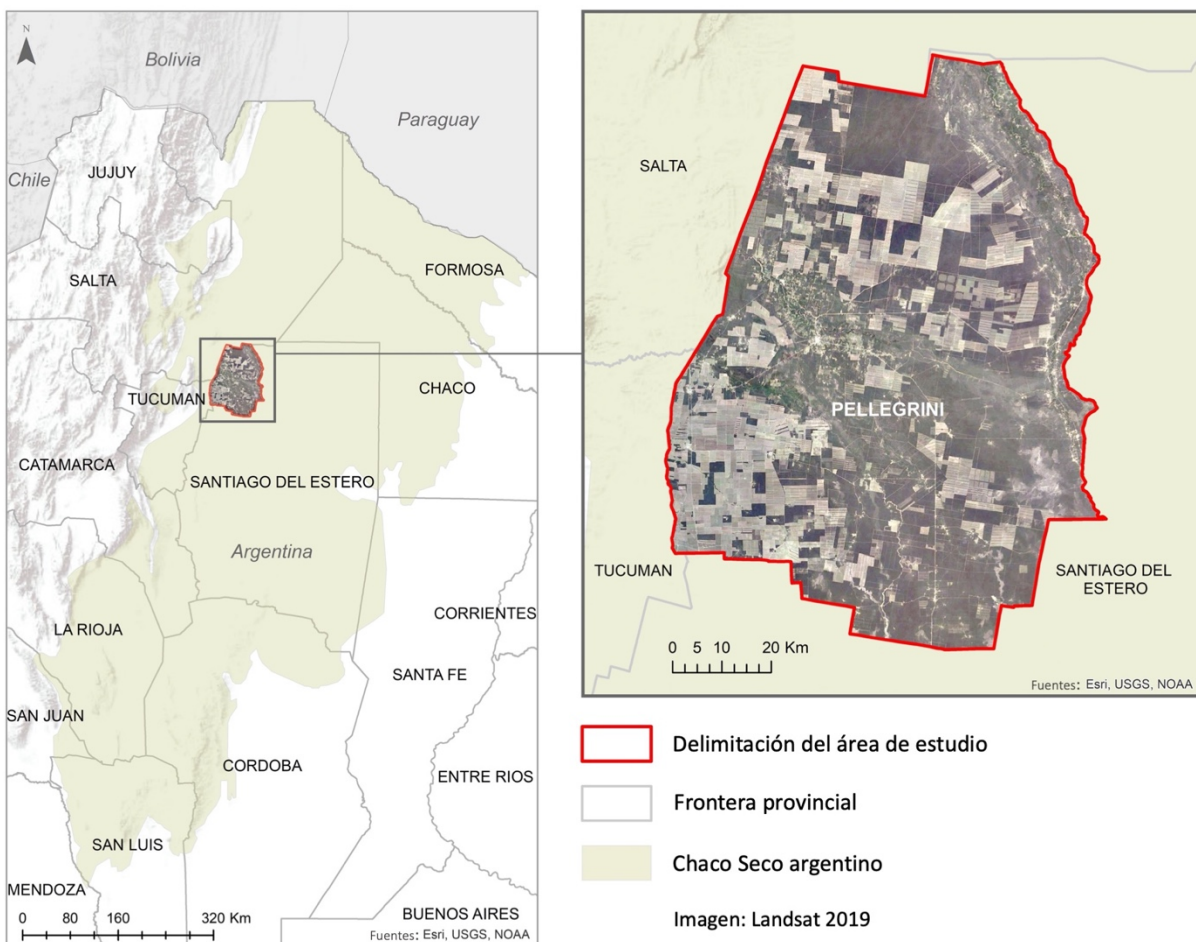 N
Bolivia
Paraguay
Chile
JUJUY
SALTA
FORMOSA
CHACO
TUCUMAN
CATAMARCA
SANTIAGO DEL ESTERO
Argentina
CORRIENTES
LA RIOJA
SANTA FE
SAN JUAN
CORDOBA
ENTRE RIOS
SAN LUIS
MENDOZA
BUENOS AIRES
0 80 160 320 Km
Fuentes: Esri, USGS, NOAA
SALTA
PELLEGRINI
TUCUMAN
SANTIAGO DEL
ESTERO
0 5 10 20 Km
Fuentes: Esri, USGS, NOAA
Delimitación del área de estudio
Frontera provincial
Chaco Seco argentino
Imagen: Landsat 2019